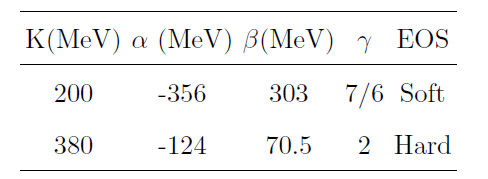 K(MeV) α (MeV) β(MeV) γ EOS
200 -356 303 7/6 Soft
380 -124 70.5 2 Hard